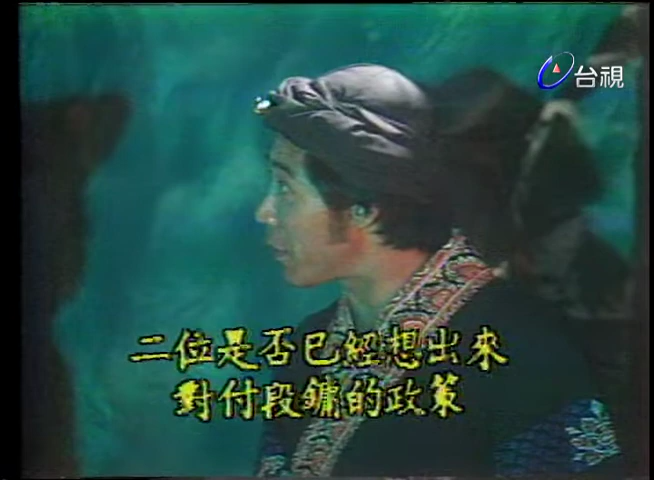 台視
二位是否已經想出來
對付段鏞的政策